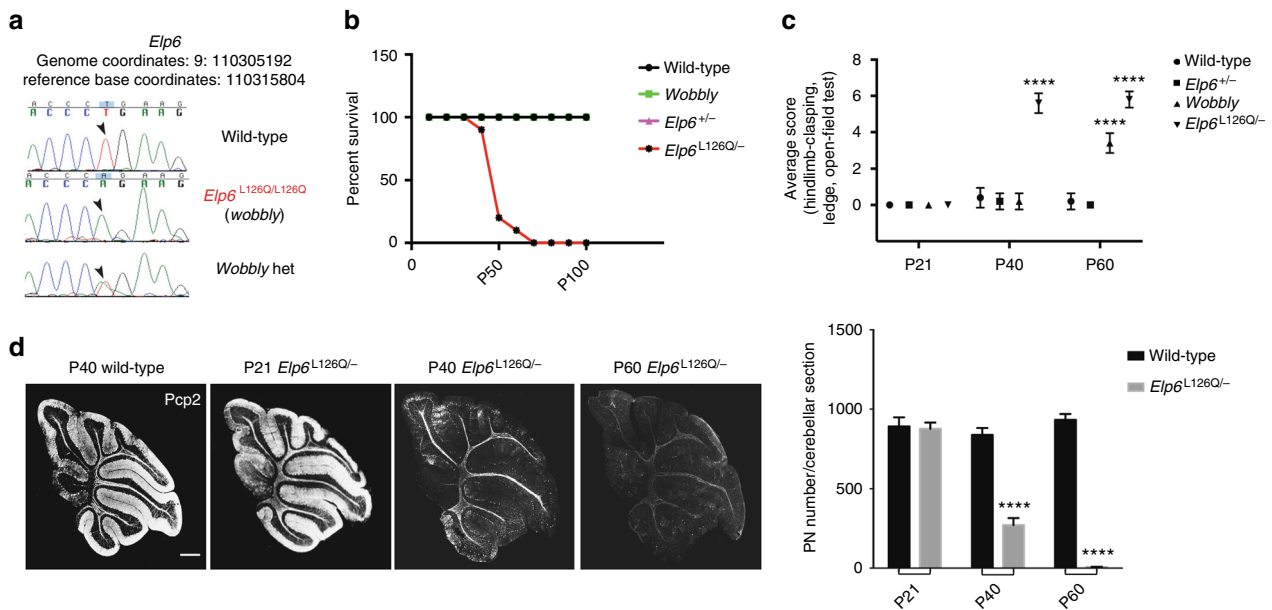 a
Elp6
Genome coordinates: 9: 110305192
reference base coordinates: 110315804
A C C C T G A A G
A C C C T G A A G
Wild-type
A C C C A G A A G
A C C C A G A A G
Elp6 L126Q/L126Q
(wobbly)
Wobbly het
b
Percent survival
150
100
50
0
0
P50
P100
Wild-type
Wobbly
Elp6+/–
Elp6L126Q/–
c
Average score
(hindlimb-clasping,
ledge, open-field test)
8
6
4
2
0
****
****
****
P21
P40
P60
Wild-type
Elp6+/–
Wobbly
Elp6L126Q/–
d
P40 wild-type
P21 Elp6L126Q/–
P40 Elp6L126Q/–
P60 Elp6L126Q/–
Pcp2
PN number/cerebellar section
1500
1000
500
0
****
****
P21
P40
P60
Wild-type
Elp6L126Q/–